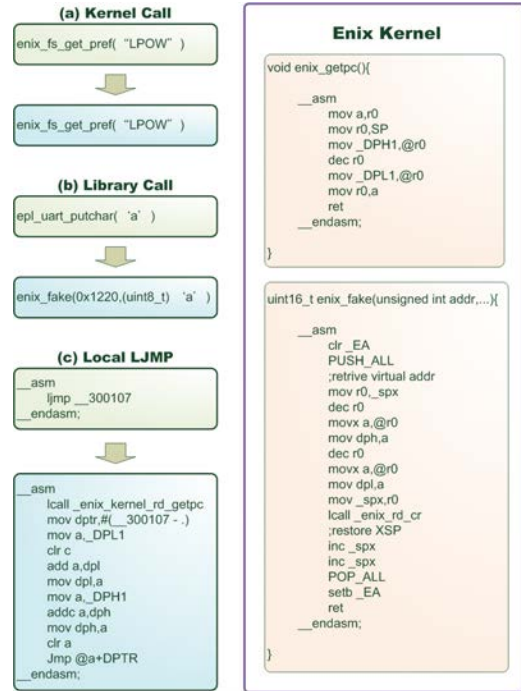 (a) Kernel Call
enix_fs_get_pref( “LPOW” )
enix_fs_get_pref( “LPOW” )
(b) Library Call
epl_uart_putchar( ‘a’ )
enix_fake(0x1220,(uint8_t) ‘a’ )
(c) Local LJMP
__asm
ljmp __300107
__endasm;
__asm
lcall _enix_kernel_rd_getpc
mov dptr,#(__300107 - .)
mov a,_DPL1
clr c
add a,dpl
mov dpl,a
mov a,_DPH1
addc a,dph
mov dph,a
clr a
Jmp @a+DPTR
__endasm;
Enix Kernel
void enix_getpc(){
__asm
mov a,r0
mov r0,SP
mov _DPH1,@r0
dec r0
mov _DPL1,@r0
mov r0,a
ret
__endasm;
}
uint16_t enix_fake(unsigned int addr,...){
__asm
clr _EA
PUSH_ALL
;retrive virtual addr
mov r0,_spx
dec r0
movx a,@r0
mov dph,a
dec r0
movx a,@r0
mov dpl,a
mov _spx,r0
lcall _enix_rd_cr
;restore XSP
inc _spx
inc _spx
POP_ALL
setb _EA
ret
__endasm;
}